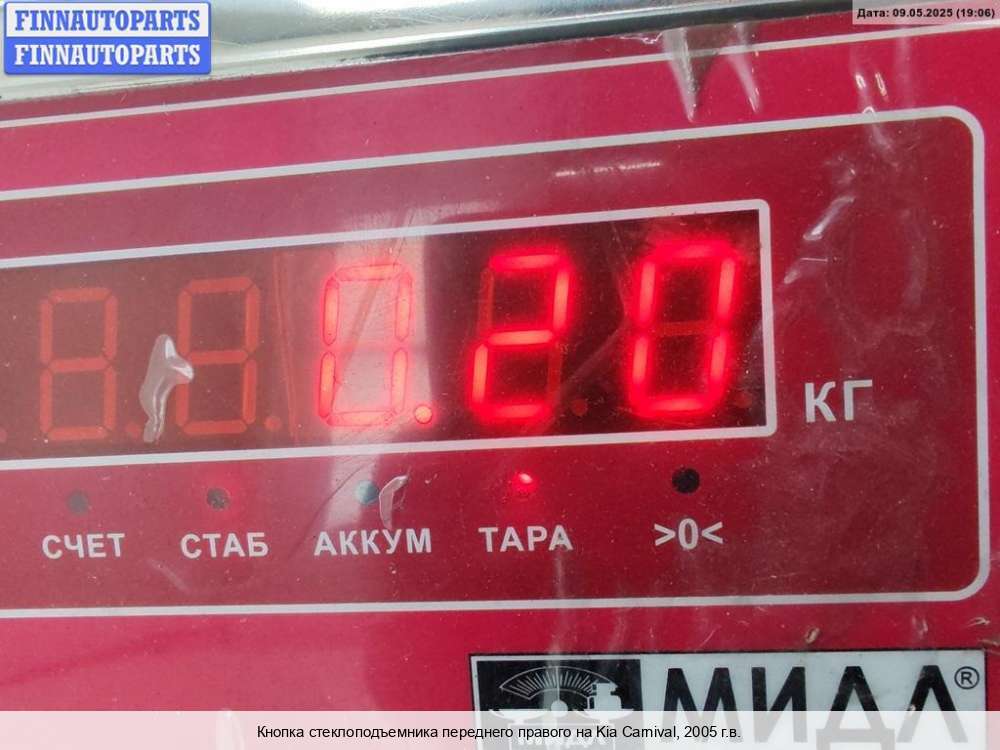 FINNAUTOPARTS
FINNAUTOPARTS
Дата: 09.05.2025 (19:06)
0.20
КГ
СЧЕТ СТАБ АККУМ ТАРА >0<
МИДЛ®
МИДЛ
Кнопка стеклоподъемника переднего правого на Kia Carnival, 2005 г.в.